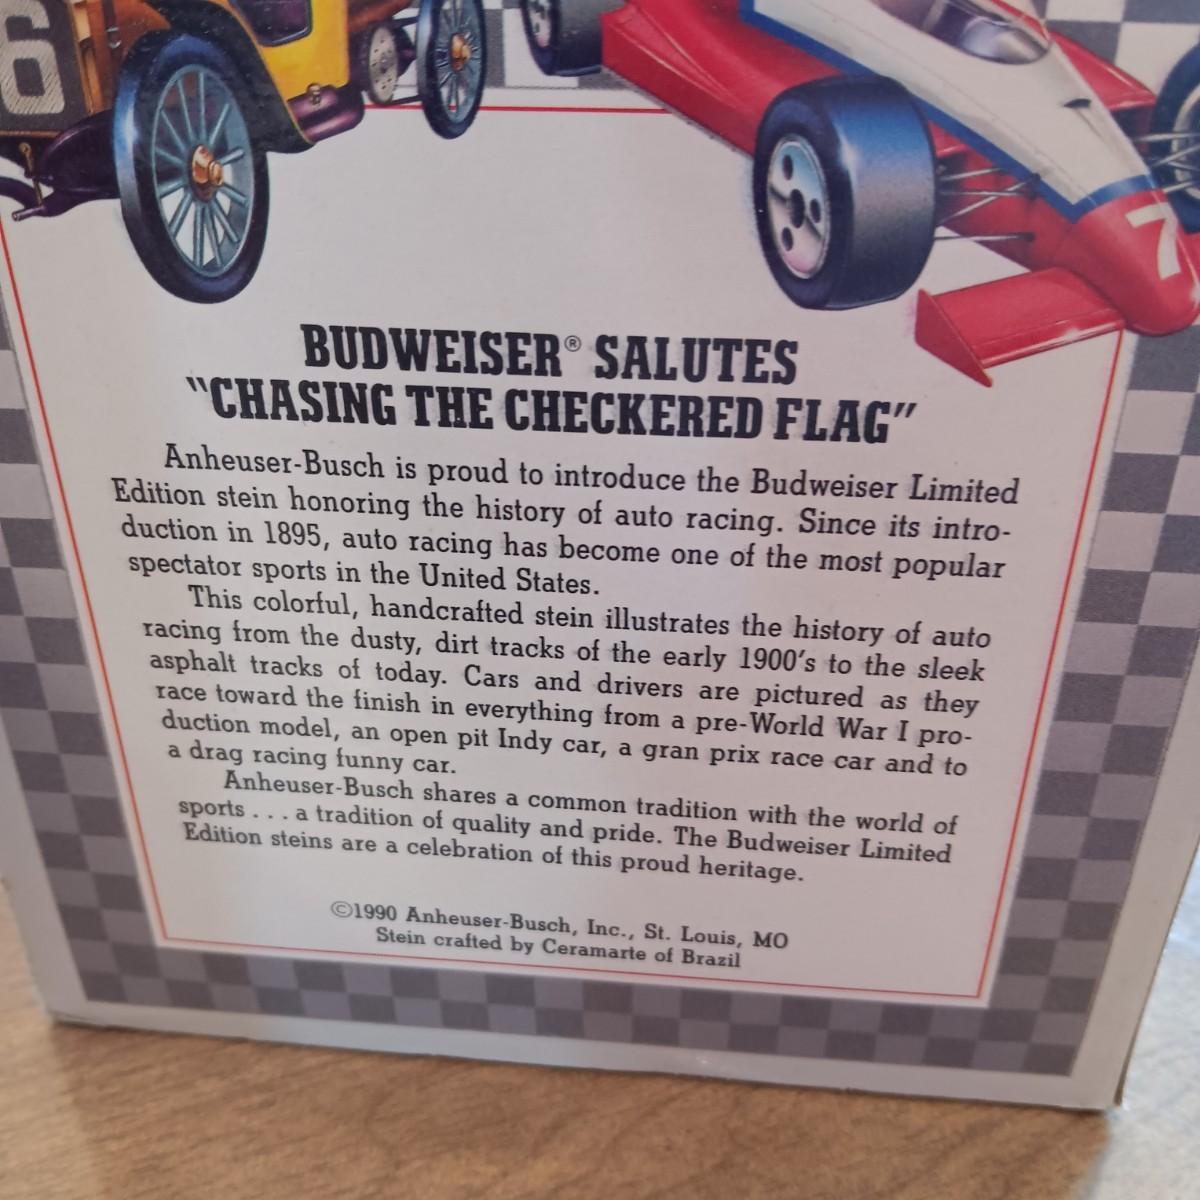 6
7
BUDWEISER® SALUTES
"CHASING THE CHECKERED FLAG"
Anheuser-Busch is proud to introduce the Budweiser Limited
Edition stein honoring the history of auto racing. Since its intro-
duction in 1895, auto racing has become one of the most popular
spectator sports in the United States.
This colorful, handcrafted stein illustrates the history of auto
racing from the dusty, dirt tracks of the early 1900's to the sleek
asphalt tracks of today. Cars and drivers are pictured as they
race toward the finish in everything from a pre-World War I pro-
duction model, an open pit Indy car, a gran prix race car and to
a drag racing funny car.
Anheuser-Busch shares a common tradition with the world of
sports . . . a tradition of quality and pride. The Budweiser Limited
Edition steins are a celebration of this proud heritage.
©1990 Anheuser-Busch, Inc., St. Louis, MO
Stein crafted by Ceramarte of Brazil